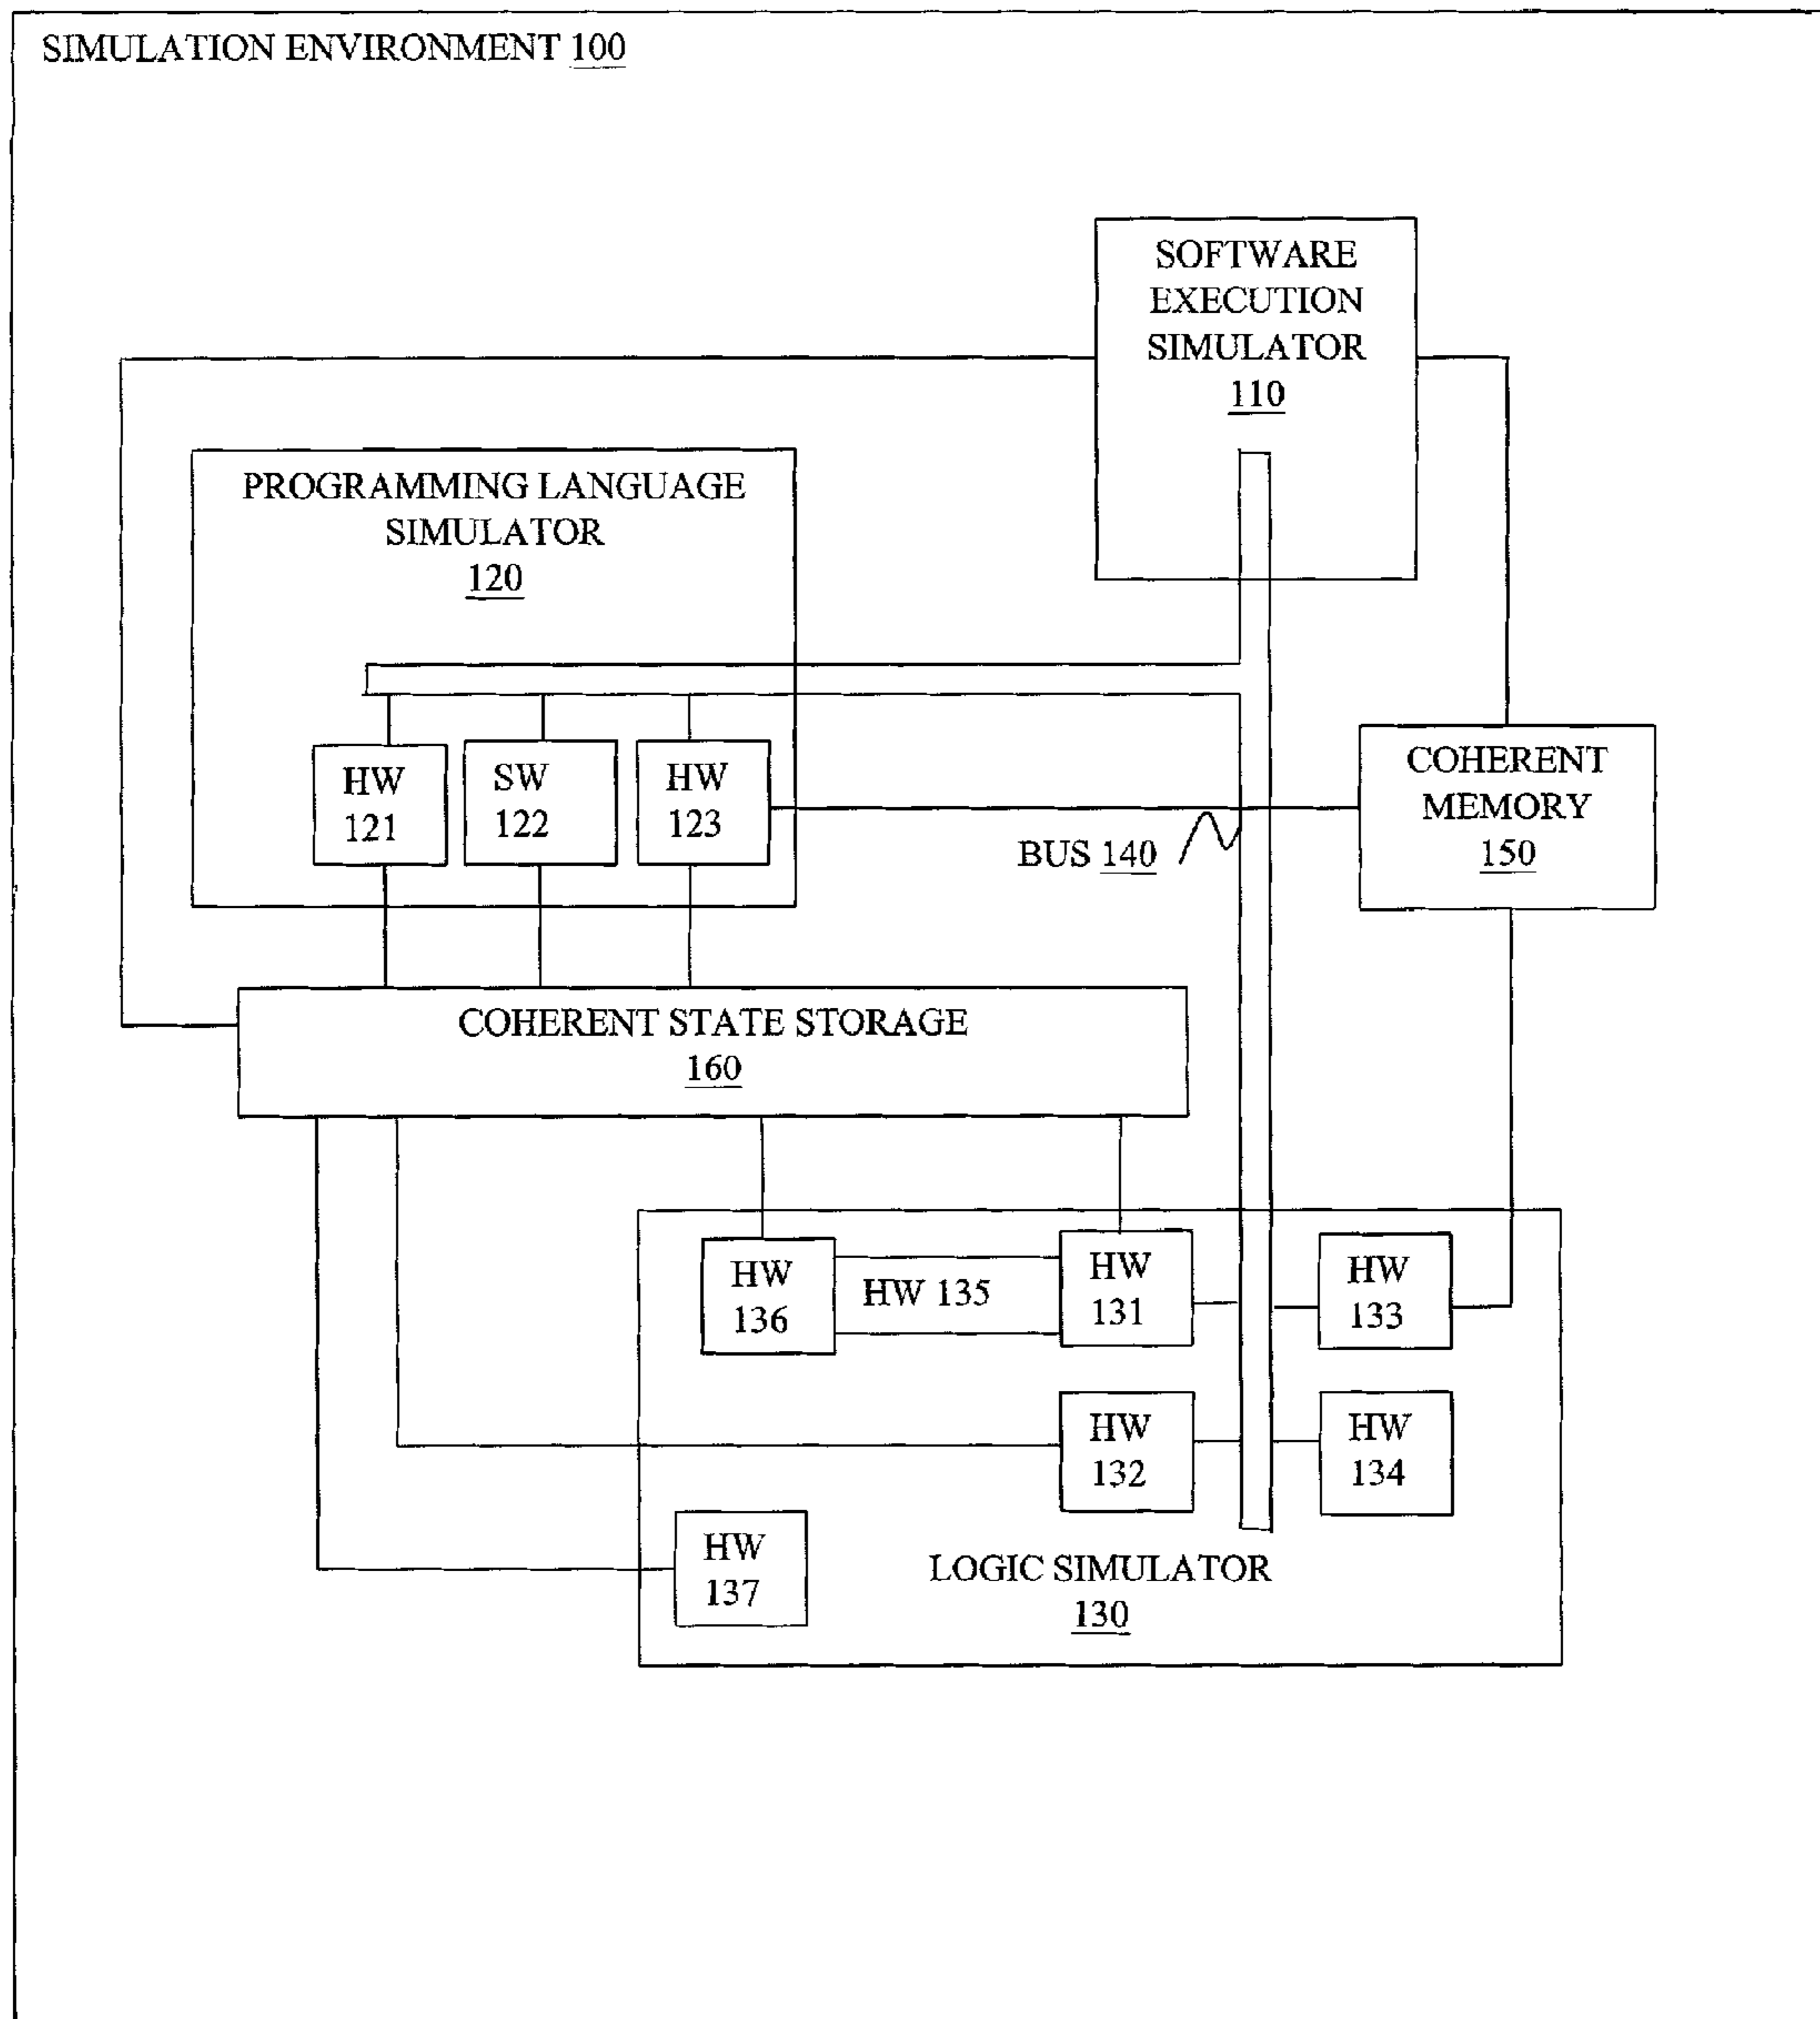 SIMULATION ENVIRONMENT 100
SOFTWARE
EXECUTION
SIMULATOR
110
PROGRAMMING LANGUAGE
SIMULATOR
120
HW
121
SW
122
HW
123
BUS 140
COHERENT
MEMORY
150
COHERENT STATE STORAGE
160
HW
136
HW 135
HW
131
HW
133
HW
132
HW
134
HW
137
LOGIC SIMULATOR
130